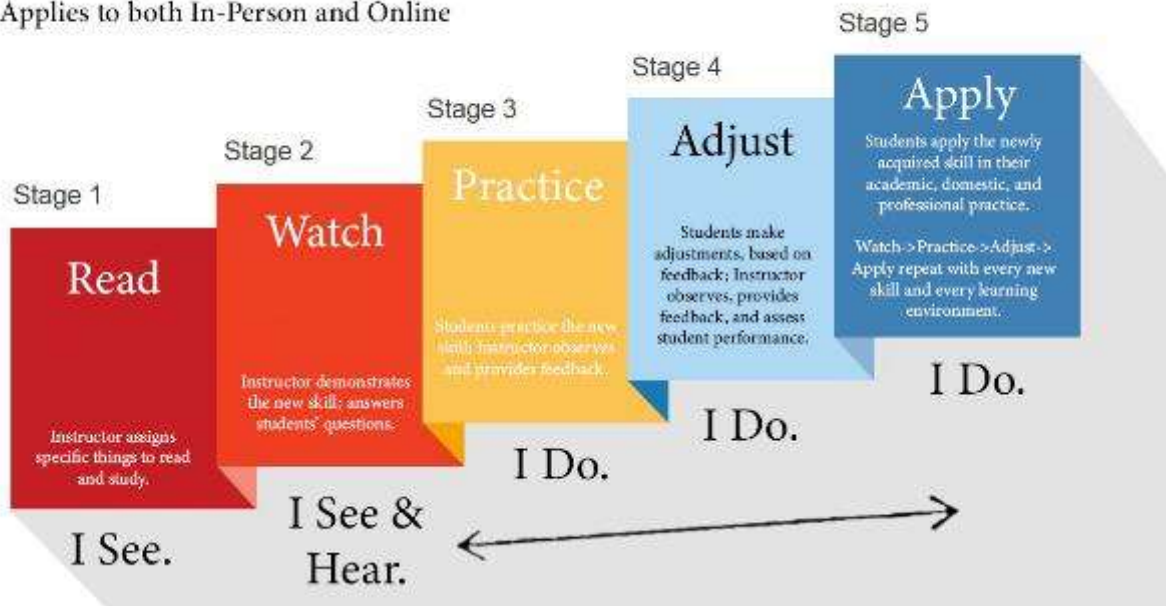 Applies to both In-Person and Online
Stage 1
Read
Instructor assigns
specific things to read
and study.
I See.
Stage 2
Watch
Instructor demonstrates
the new skill; answers
students' questions.
I See &
Hear.
Stage 3
Practice
Students practice the new
skill; instructor observes
and provides feedback.
I Do.
Stage 4
Adjust
Students make
adjustments, based on
feedback; Instructor
observes, provides
feedback, and assess
student performance.
I Do.
Stage 5
Apply
Students apply the newly
acquired skill in their
academic, domestic, and
professional practice.
Watch->Practice->Adjust->
Apply repeat with every new
skill and every learning
environment.
I Do.